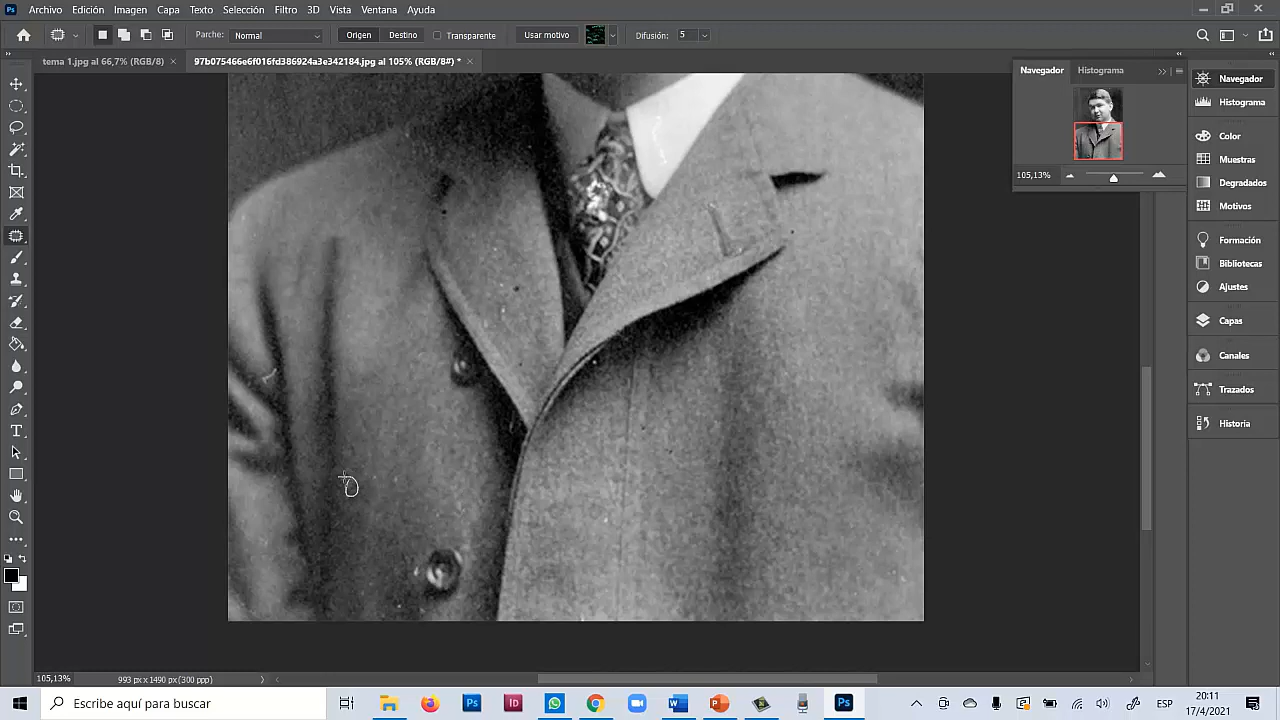 Ps Archivo Edición Imagen Capa Texto Selección Filtro 3D Vista Ventana Ayuda
Parche: Normal Origen Destino Transparente Usar motivo Difusión: 5
tema 1.jpg al 66,7% (RGB/8) × 97b075466e6f016fd386924a3e342184.jpg al 105% (RGB/8#) * ×
Navegador Histograma
105,13%
Navegador
Histograma
Color
Muestras
Degradados
Motivos
Formación
Bibliotecas
Ajustes
Capas
Canales
Trazados
Historia
105,13% 993 px x 1490 px (300 ppp)
Escribe aquí para buscar
ESP
20:11
17/4/2021